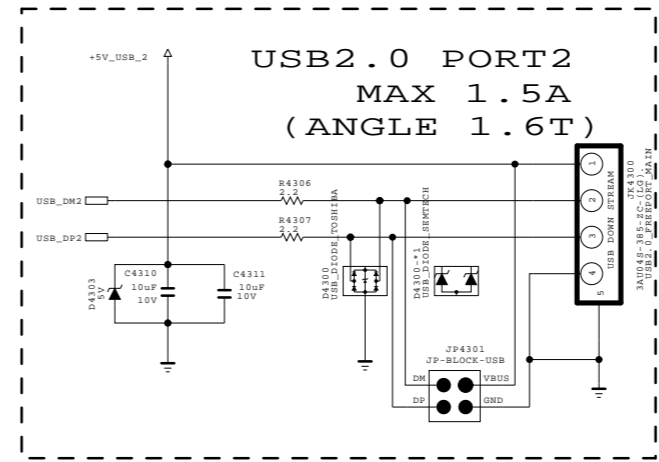 USB2.0 PORT2
MAX 1.5A
(ANGLE 1.6T)
+5V_USB_2
USB_DM2
USB_DP2
R4306
2.2
R4307
2.2
D4303
5V
C4310
10uF
10V
C4311
10uF
10V
D4300
USB_DIODE_TOSHIBA
D4300-*1
USB_DIODE_SEMTECH
JP4301
JP-BLOCK-USB
DM
VBUS
DP
GND
1
2
3
4
5
USB DOWN STREAM
JK4300
3AU04S-385-ZC-(LG).
USB2.0_FREEPORT_MAIN